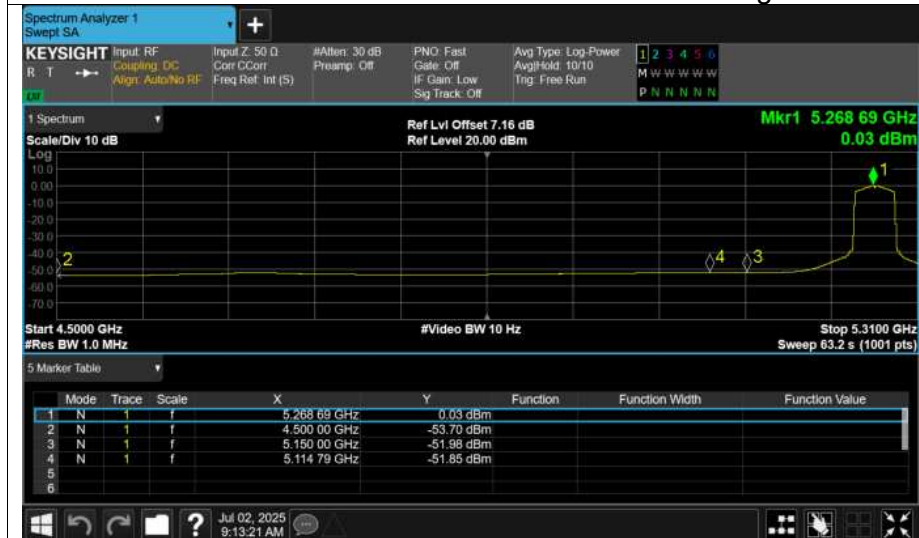 Spectrum Analyzer 1
Swept SA
+
KEYSIGHT
R T
Input: RF
Coupling: DC
Align: Auto/No RF
Input Z: 50 Ω
Corr CCorr
Freq Ref: Int (S)
#Atten: 30 dB
Preamp: Off
PNO: Fast
Gate: Off
IF Gain: Low
Sig Track: Off
Avg Type: Log-Power
Avg|Hold: 10/10
Trig: Free Run
1 2 3 4 5 6
M W W W W W
P N N N N N
1 Spectrum
Scale/Div 10 dB
Ref Lvl Offset 7.16 dB
Ref Level 20.00 dBm
Mkr1 5.268 69 GHz
0.03 dBm
Log
10.0
0.00
-10.0
-20.0
-30.0
-40.0
-50.0
-60.0
-70.0
1
2
4
3
Start 4.5000 GHz
#Res BW 1.0 MHz
#Video BW 10 Hz
Stop 5.3100 GHz
Sweep 63.2 s (1001 pts)
5 Marker Table
Mode Trace Scale X Y Function Function Width Function Value
1 N 1 f 5.268 69 GHz 0.03 dBm
2 N 1 f 4.500 00 GHz -53.70 dBm
3 N 1 f 5.150 00 GHz -51.98 dBm
4 N 1 f 5.114 79 GHz -51.85 dBm
5
6
?
Jul 02, 2025
9:13:21 AM